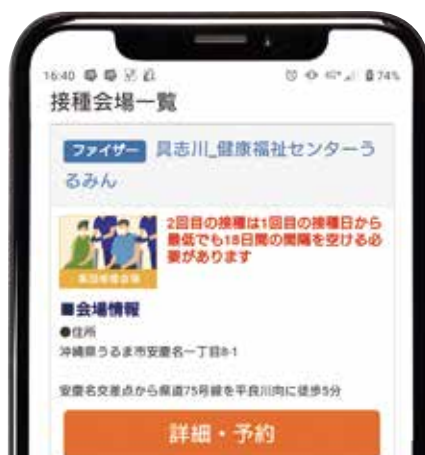 16:40
74%
接種会場一覧
ファイザー 具志川_健康福祉センターう
るみん
2回目の接種は1回目の接種日から
最低でも18日間の間隔を空ける必
要があります
集団接種会場
■会場情報
●住所
沖縄県うるま市安慶名一丁目8-1
安慶名交差点から県道75号線を平良川向に徒歩5分
詳細・予約